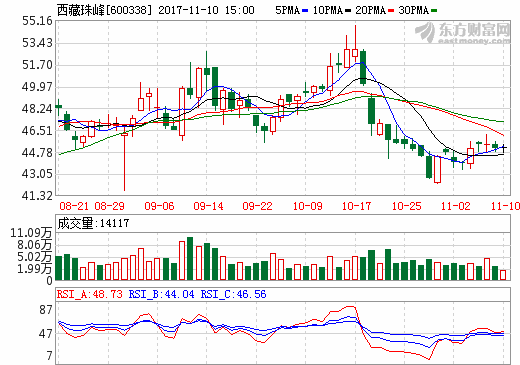 西藏珠峰[600338] 2017-11-10 15:00 5PMA 10PMA 20PMA 30PMA
东方财富网
eastmoney.com
55.16
53.43
51.70
49.97
48.24
46.51
44.78
43.05
41.32
08-21 08-29 09-06 09-14 09-22 10-09 10-17 10-25 11-02 11-10
成交量:14117
11.09万
8.06万
5.02万
1.99万
0
RSI_A:48.73 RSI_B:44.04 RSI_C:46.56
87
47
7